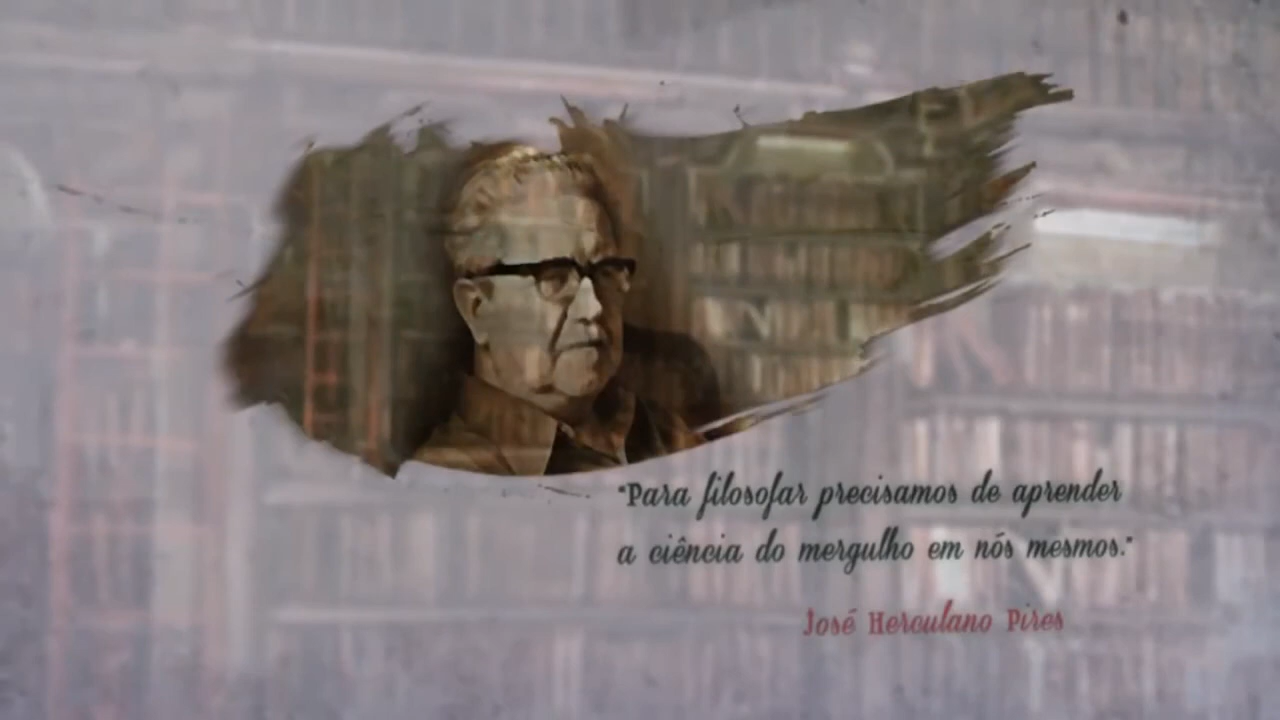 "Para filosofar precisamos de aprender
a ciência do mergulho em nós mesmos."
José Herculano Pires